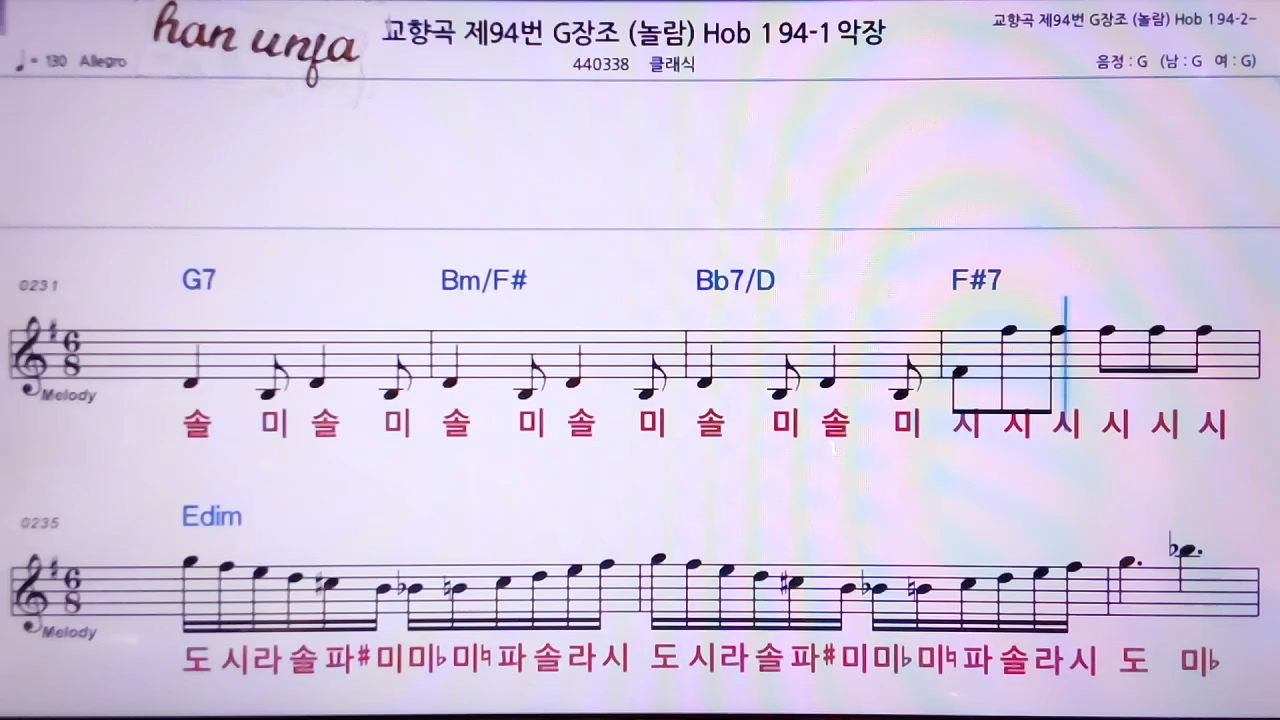 han unja
교향곡 제94번 G장조 (놀람) Hob 1 94-1 악장
교향곡 제94번 G장조 (놀람) Hob 1 94-2~
♩= 130 Allegro
440338 클래식
음정 : G (남 : G 여 : G)
0231
G7 Bm/F# Bb7/D F#7
6 8
Melody
솔 미 솔 미 솔 미 솔 미 솔 미 솔 미 시 시 시 시 시 시
0235
Edim
6 8
Melody
도 시 라 솔 파# 미 미♭ 미♮ 파 솔 라 시 도 시 라 솔 파# 미 미♭ 미♮ 파 솔 라 시 도 미♭